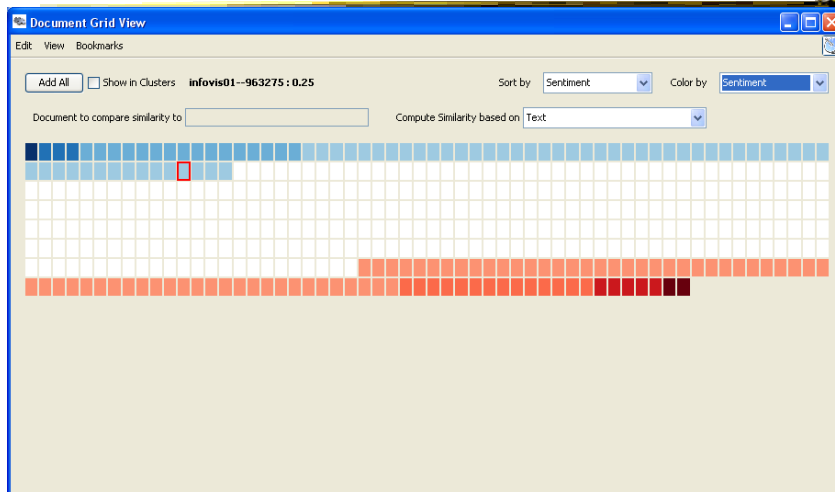 Document Grid View
Edit View Bookmarks
Add All Show in Clusters infovis01--963275 : 0.25 Sort by Sentiment Color by Sentiment
Document to compare similarity to Compute Similarity based on Text